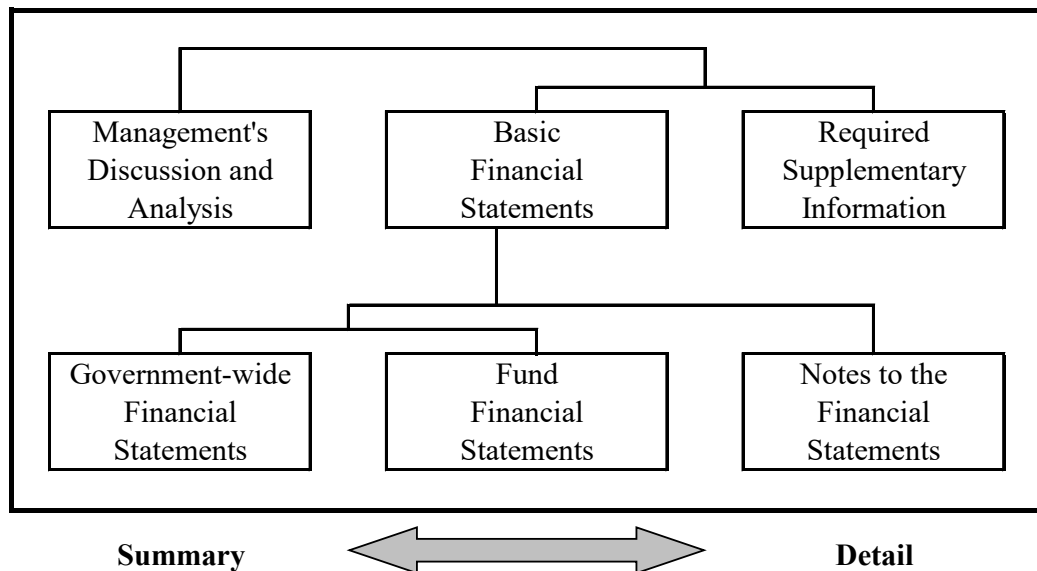 Management's
Discussion and
Analysis
Basic
Financial
Statements
Required
Supplementary
Information
Government-wide
Financial
Statements
Fund
Financial
Statements
Notes to the
Financial
Statements
Summary
Detail